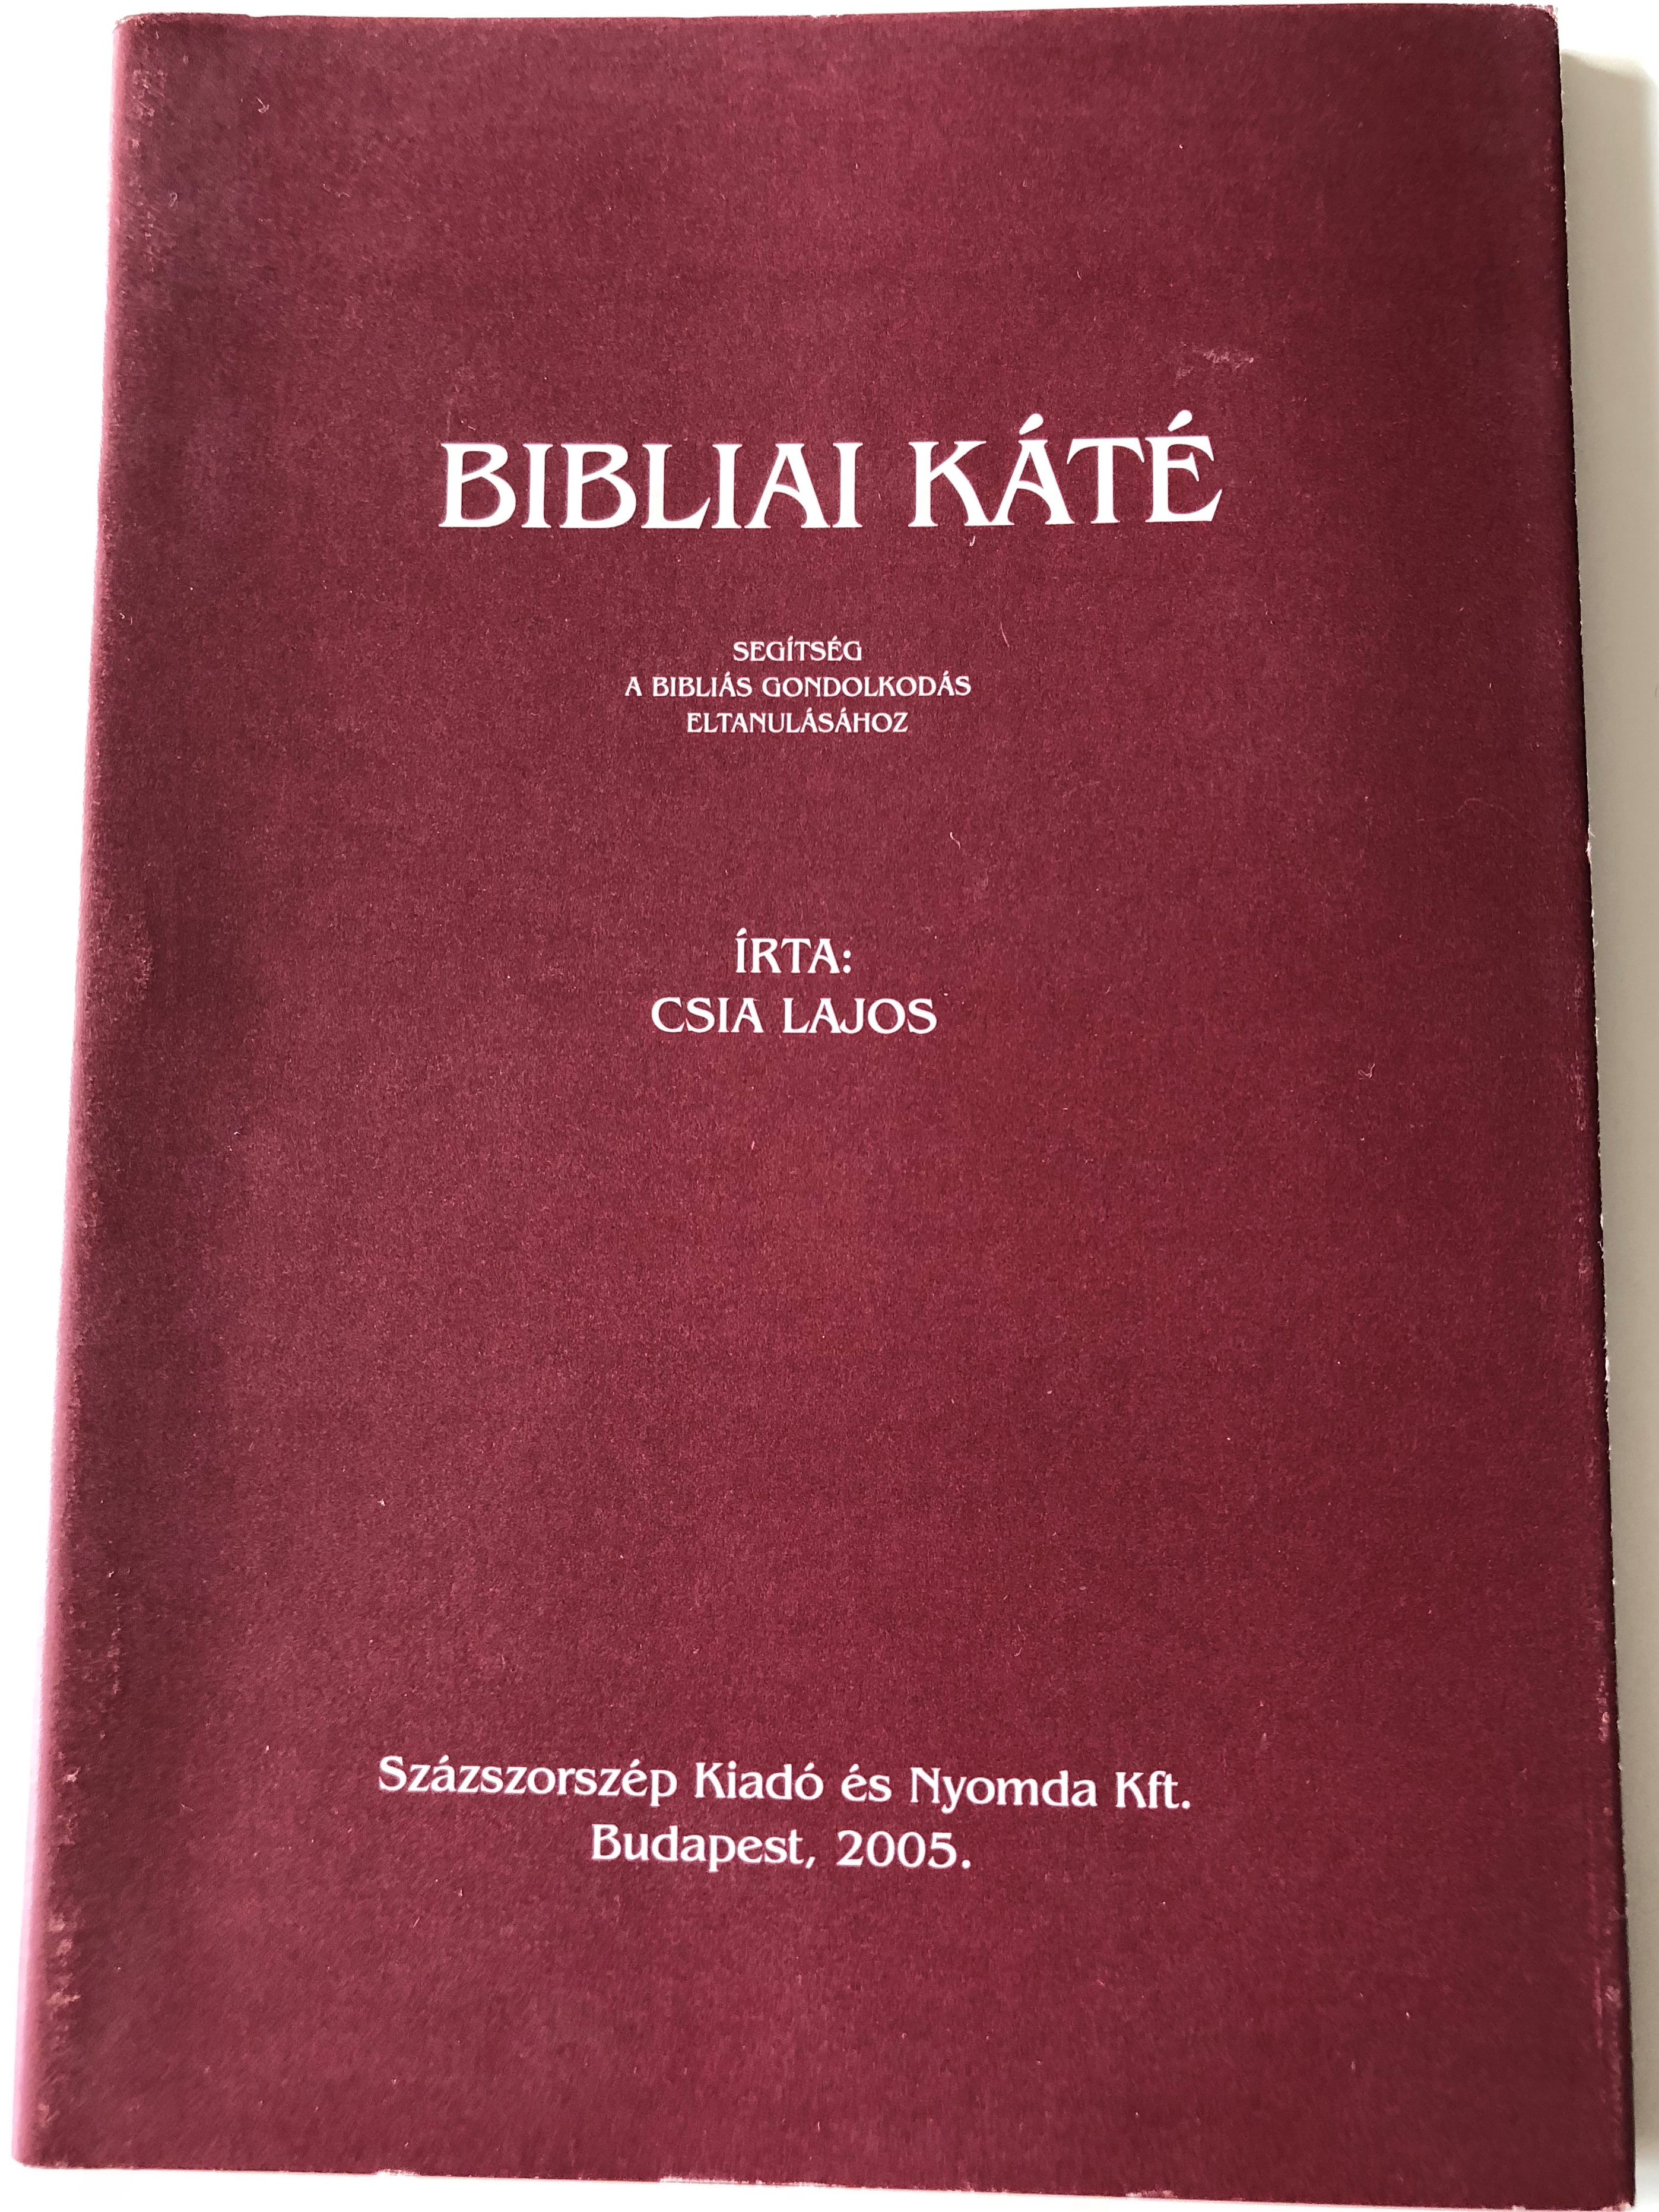 BIBLIAI KÁTÉ
SEGÍTSÉG
A BIBLIÁS GONDOLKODÁS
ELTANULÁSÁHOZ
ÍRTA:
CSIA LAJOS
Százszorszép Kiadó és Nyomda Kft.
Budapest, 2005.